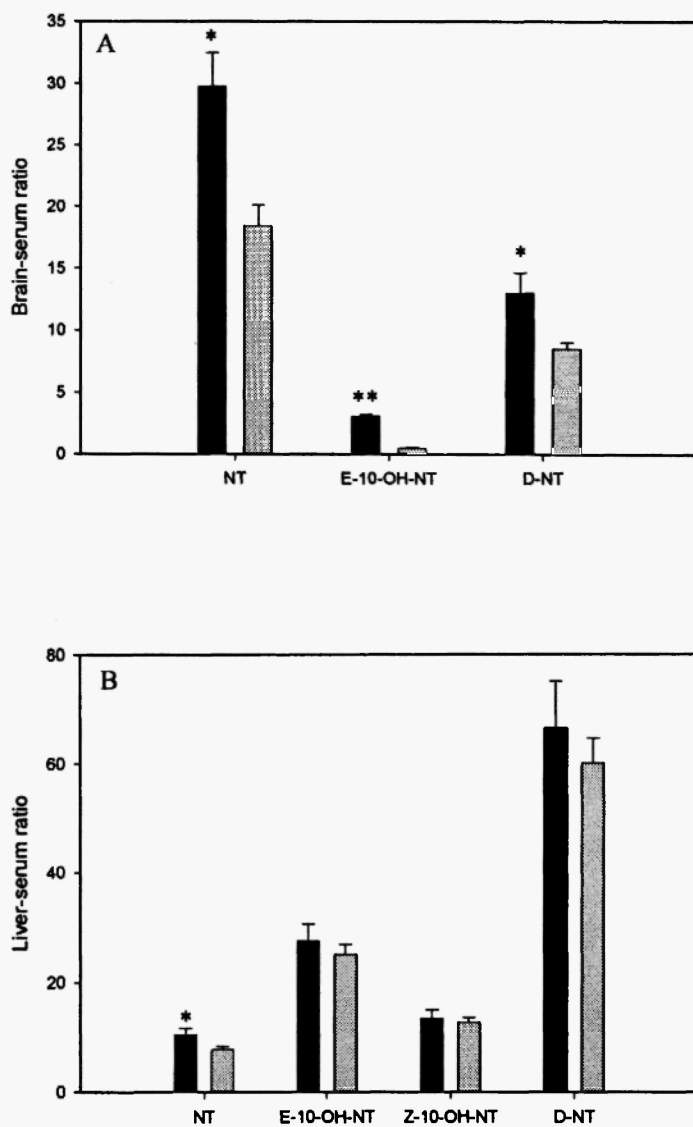 A
35
30
25
20
15
10
5
0
Brain-serum ratio
*
**
*
NT E-10-OH-NT D-NT
B
80
60
40
20
0
Liver-serum ratio
*
NT E-10-OH-NT Z-10-OH-NT D-NT